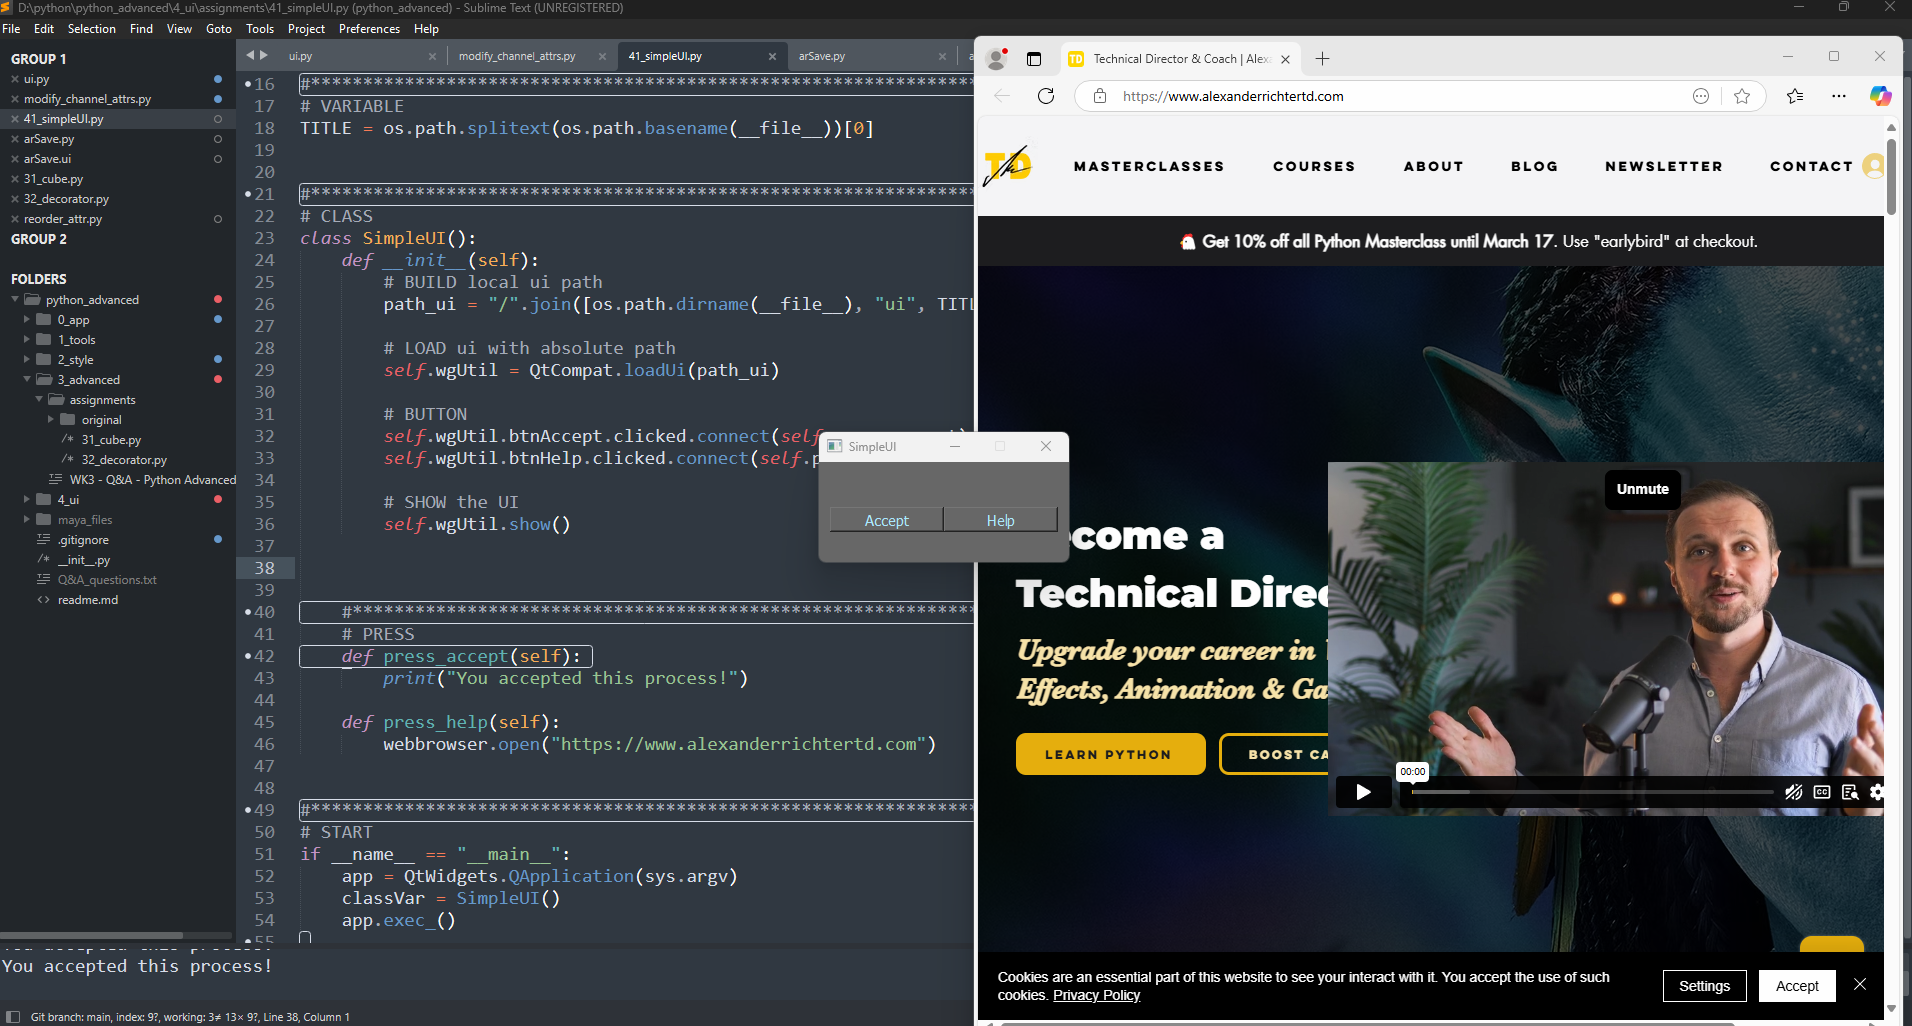 D:\python\python_advanced\4_ui\assignments\41_simpleUI.py (python_advanced) - Sublime Text (UNREGISTERED)
File Edit Selection Find View Goto Tools Project Preferences Help
GROUP 1
ui.py
modify_channel_attrs.py
41_simpleUI.py
arSave.py
arSave.ui
31_cube.py
32_decorator.py
reorder_attr.py
GROUP 2
FOLDERS
python_advanced
0_app
1_tools
2_style
3_advanced
assignments
original
31_cube.py
32_decorator.py
WK3 - Q&A - Python Advanced
4_ui
maya_files
.gitignore
__init__.py
Q&A_questions.txt
readme.md
ui.py modify_channel_attrs.py 41_simpleUI.py arSave.py
16 #*****************************************************************
17 # VARIABLE
18 TITLE = os.path.splitext(os.path.basename(__file__))[0]
19
20
21 #*****************************************************************
22 # CLASS
23 class SimpleUI():
24 def __init__(self):
25 # BUILD local ui path
26 path_ui = "/".join([os.path.dirname(__file__), "ui", TITL
27
28 # LOAD ui with absolute path
29 self.wgUtil = QtCompat.loadUi(path_ui)
30
31 # BUTTON
32 self.wgUtil.btnAccept.clicked.connect(self
33 self.wgUtil.btnHelp.clicked.connect(self.p
34
35 # SHOW the UI
36 self.wgUtil.show()
37
38
39
40 #*************************************************************
41 # PRESS
42 def press_accept(self):
43 print("You accepted this process!")
44
45 def press_help(self):
46 webbrowser.open("https://www.alexanderrichtertd.com")
47
48
49 #*****************************************************************
50 # START
51 if __name__ == "__main__":
52 app = QtWidgets.QApplication(sys.argv)
53 classVar = SimpleUI()
54 app.exec_()
55
You accepted this process!
Git branch: main, index: 9?, working: 3≠ 13× 9?, Line 38, Column 1
SimpleUI
Accept Help
TD Technical Director & Coach | Alex
https://www.alexanderrichtertd.com
TD MASTERCLASSES COURSES ABOUT BLOG NEWSLETTER CONTACT
Get 10% off all Python Masterclass until March 17. Use "earlybird" at checkout.
come a
Technical Direc
Upgrade your career in
Effects, Animation & Ga
LEARN PYTHON BOOST CA
Unmute
00:00
CC
Cookies are an essential part of this website to see your interact with it. You accept the use of such
cookies. Privacy Policy
Settings Accept